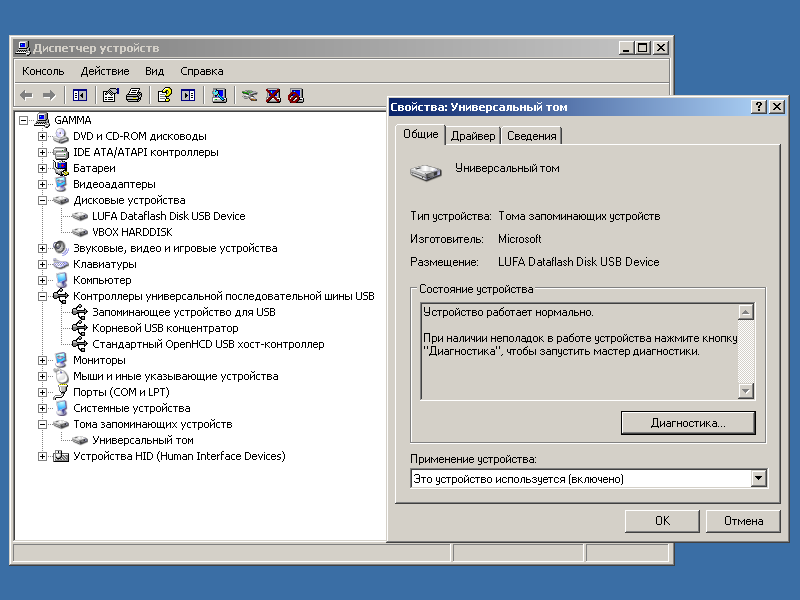 Диспетчер устройств
Консоль Действие Вид Справка
GAMMA
DVD и CD-ROM дисководы
IDE ATA/ATAPI контроллеры
Батареи
Видеоадаптеры
Дисковые устройства
LUFA Dataflash Disk USB Device
VBOX HARDDISK
Звуковые, видео и игровые устройства
Клавиатуры
Компьютер
Контроллеры универсальной последовательной шины USB
Запоминающее устройство для USB
Корневой USB концентратор
Стандартный OpenHCD USB хост-контроллер
Мониторы
Мыши и иные указывающие устройства
Порты (COM и LPT)
Системные устройства
Тома запоминающих устройств
Универсальный том
Устройства HID (Human Interface Devices)
Свойства: Универсальный том
Общие Драйвер Сведения
Универсальный том
Тип устройства: Тома запоминающих устройств
Изготовитель: Microsoft
Размещение: LUFA Dataflash Disk USB Device
Состояние устройства
Устройство работает нормально.
При наличии неполадок в работе устройства нажмите кнопку
"Диагностика", чтобы запустить мастер диагностики.
Диагностика...
Применение устройства:
Это устройство используется (включено)
OK Отмена